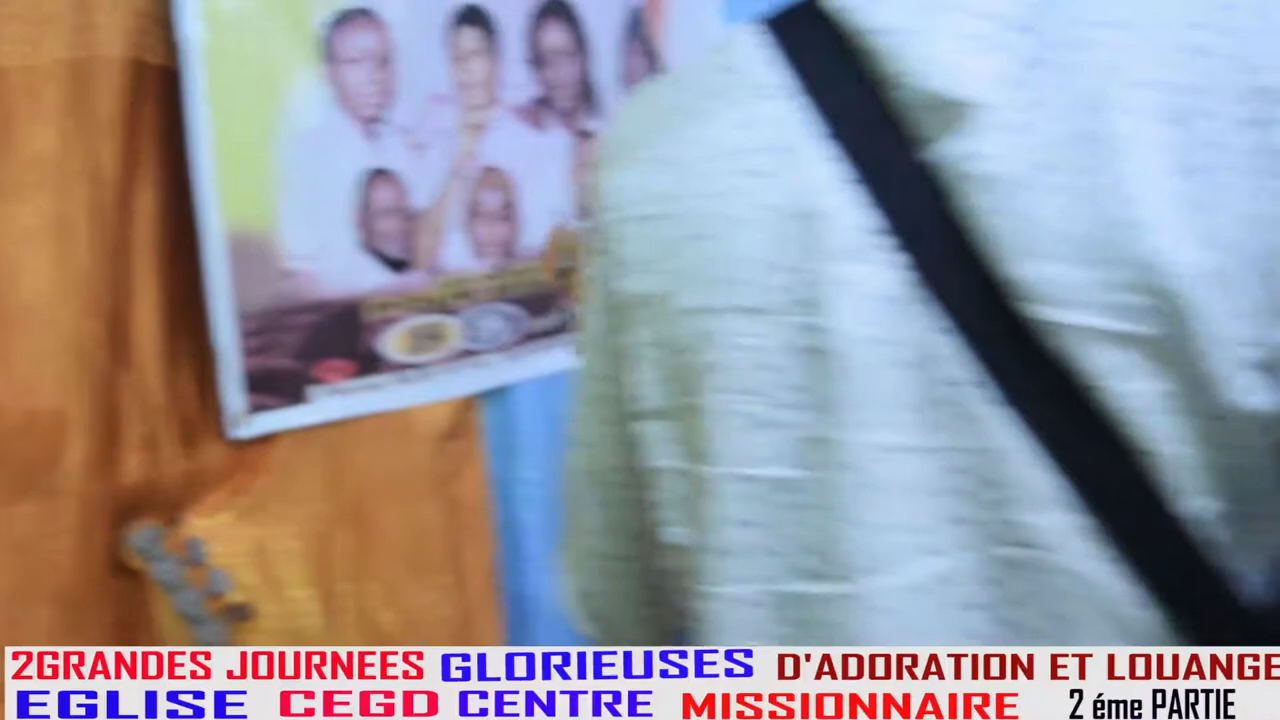 2GRANDES JOURNEES GLORIEUSES D'ADORATION ET LOUANGE
EGLISE CEGD CENTRE MISSIONNAIRE 2 éme PARTIE